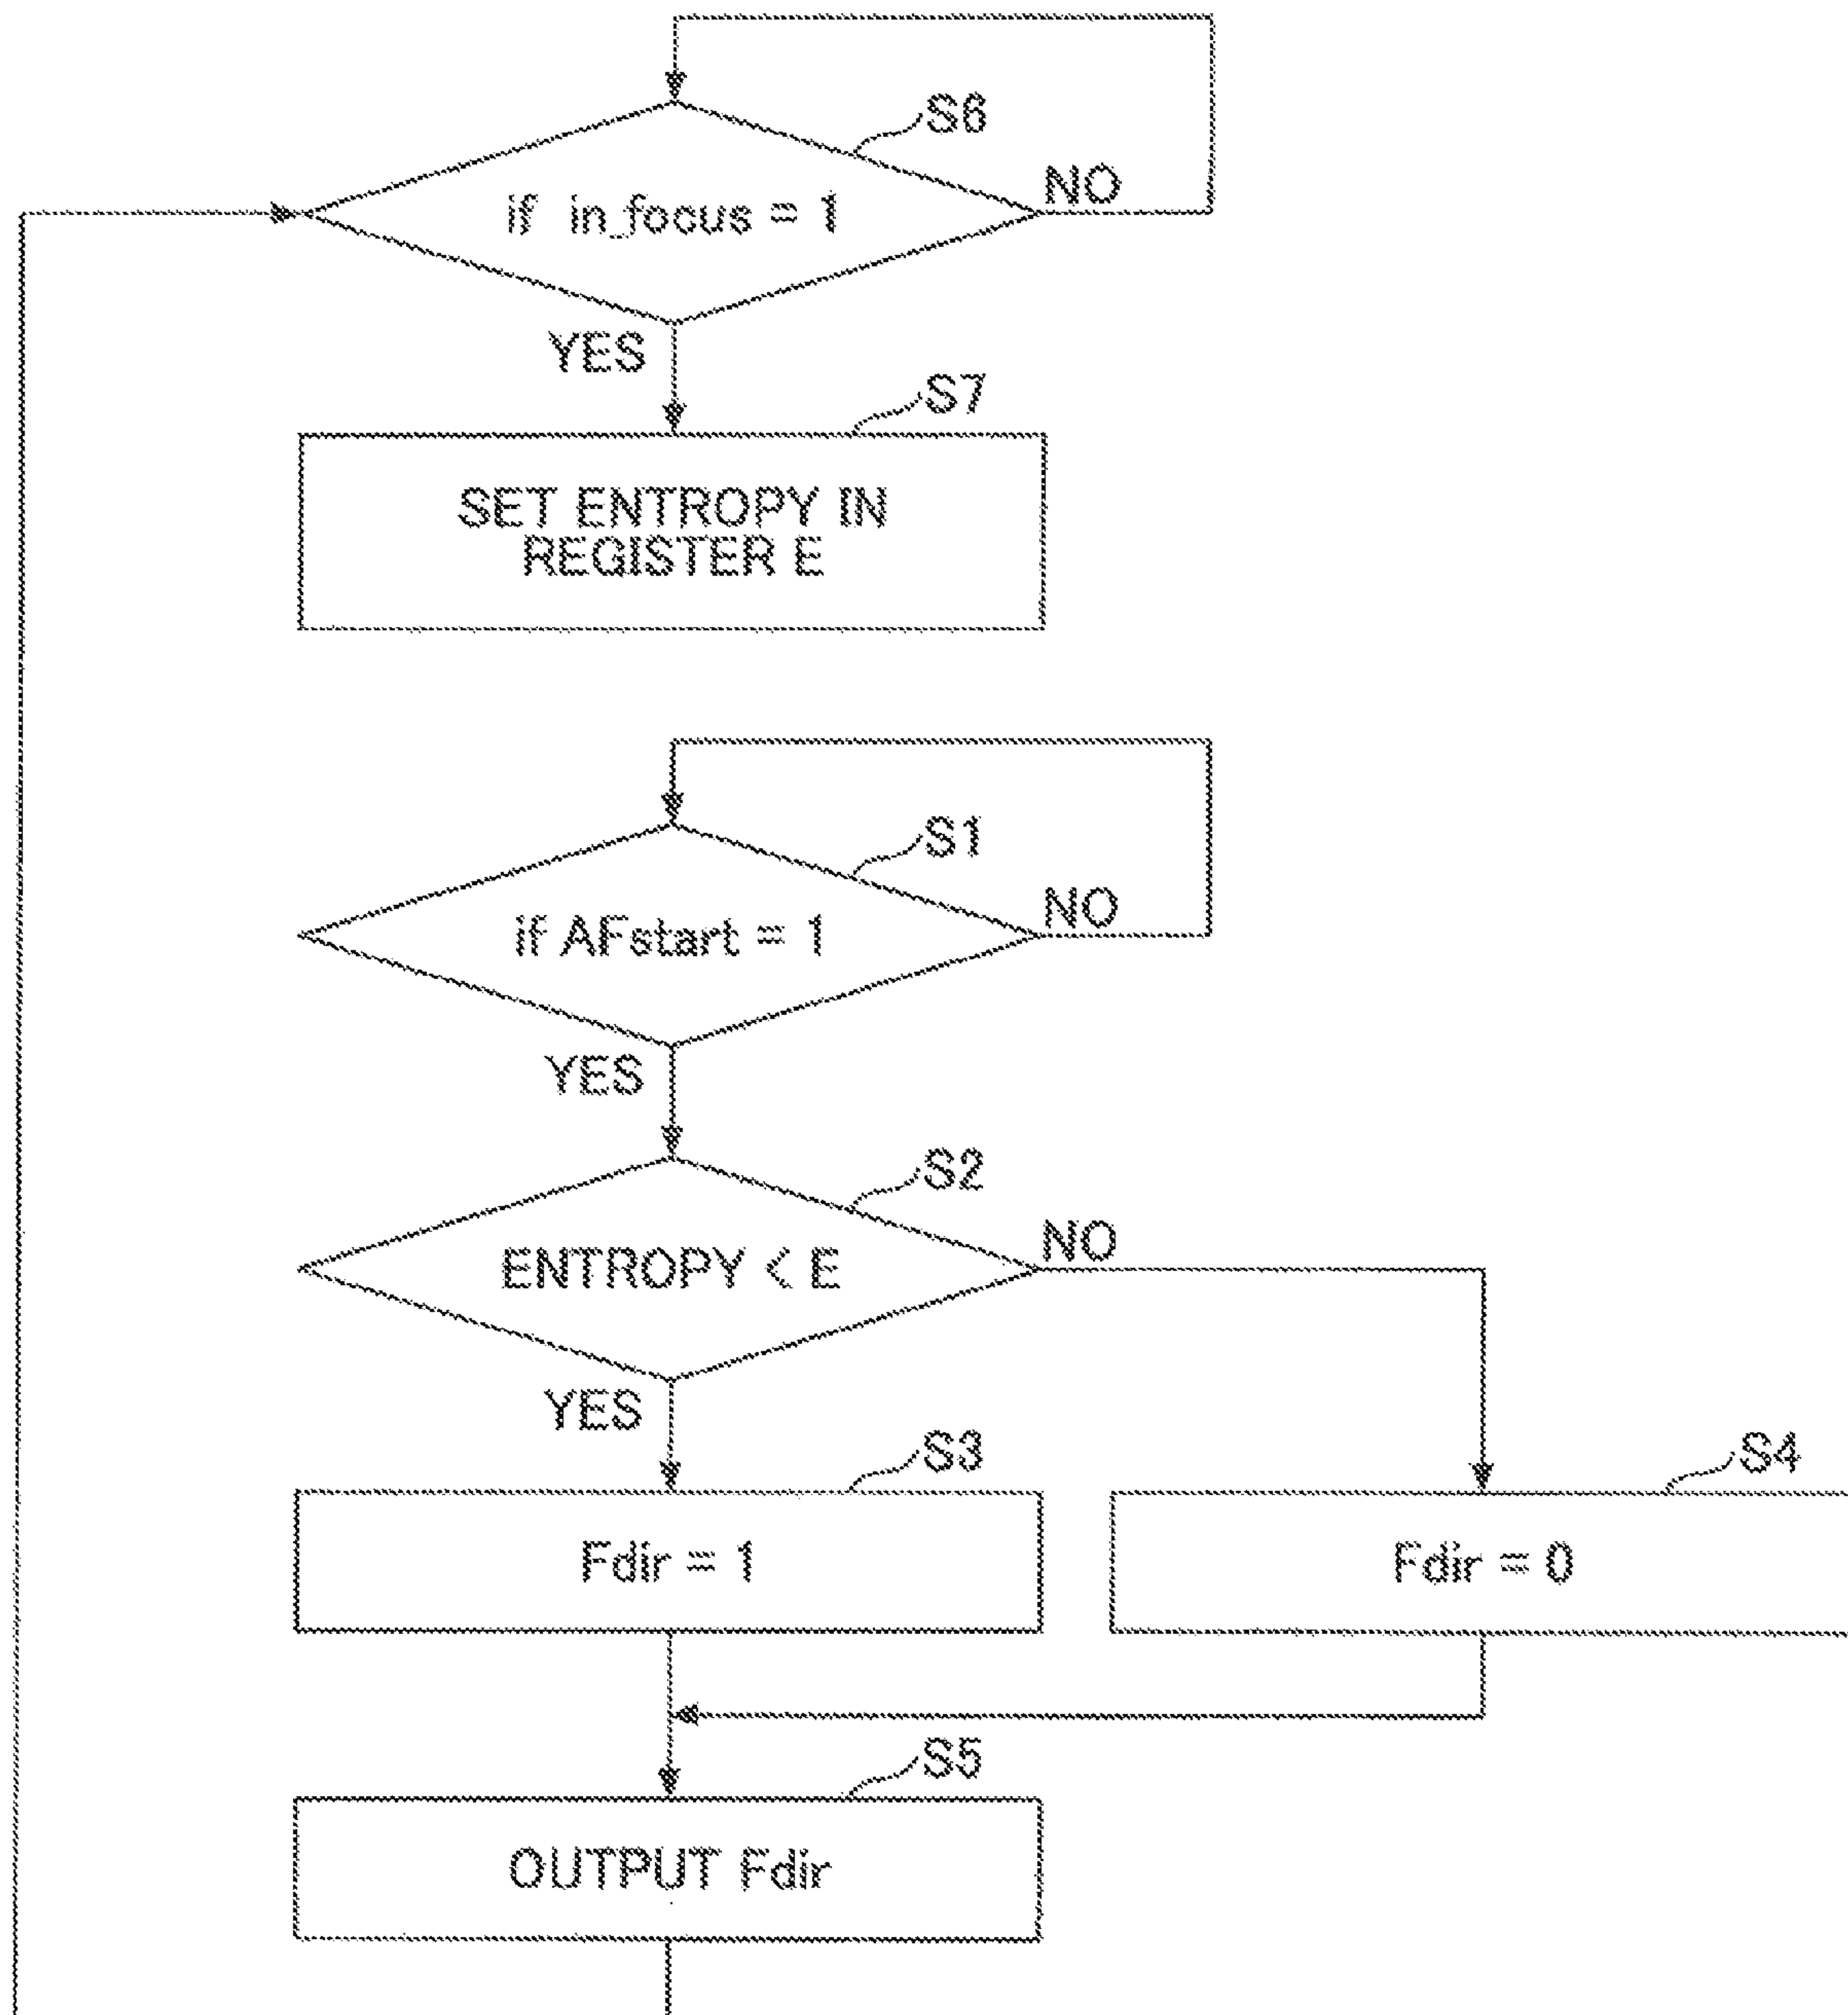 S6
if in_focus = 1
NO
YES
S7
SET ENTROPY IN
REGISTER E
S1
if AFstart = 1
NO
YES
S2
ENTROPY < E
NO
YES
S3
Fdir = 1
S4
Fdir = 0
S5
OUTPUT Fdir